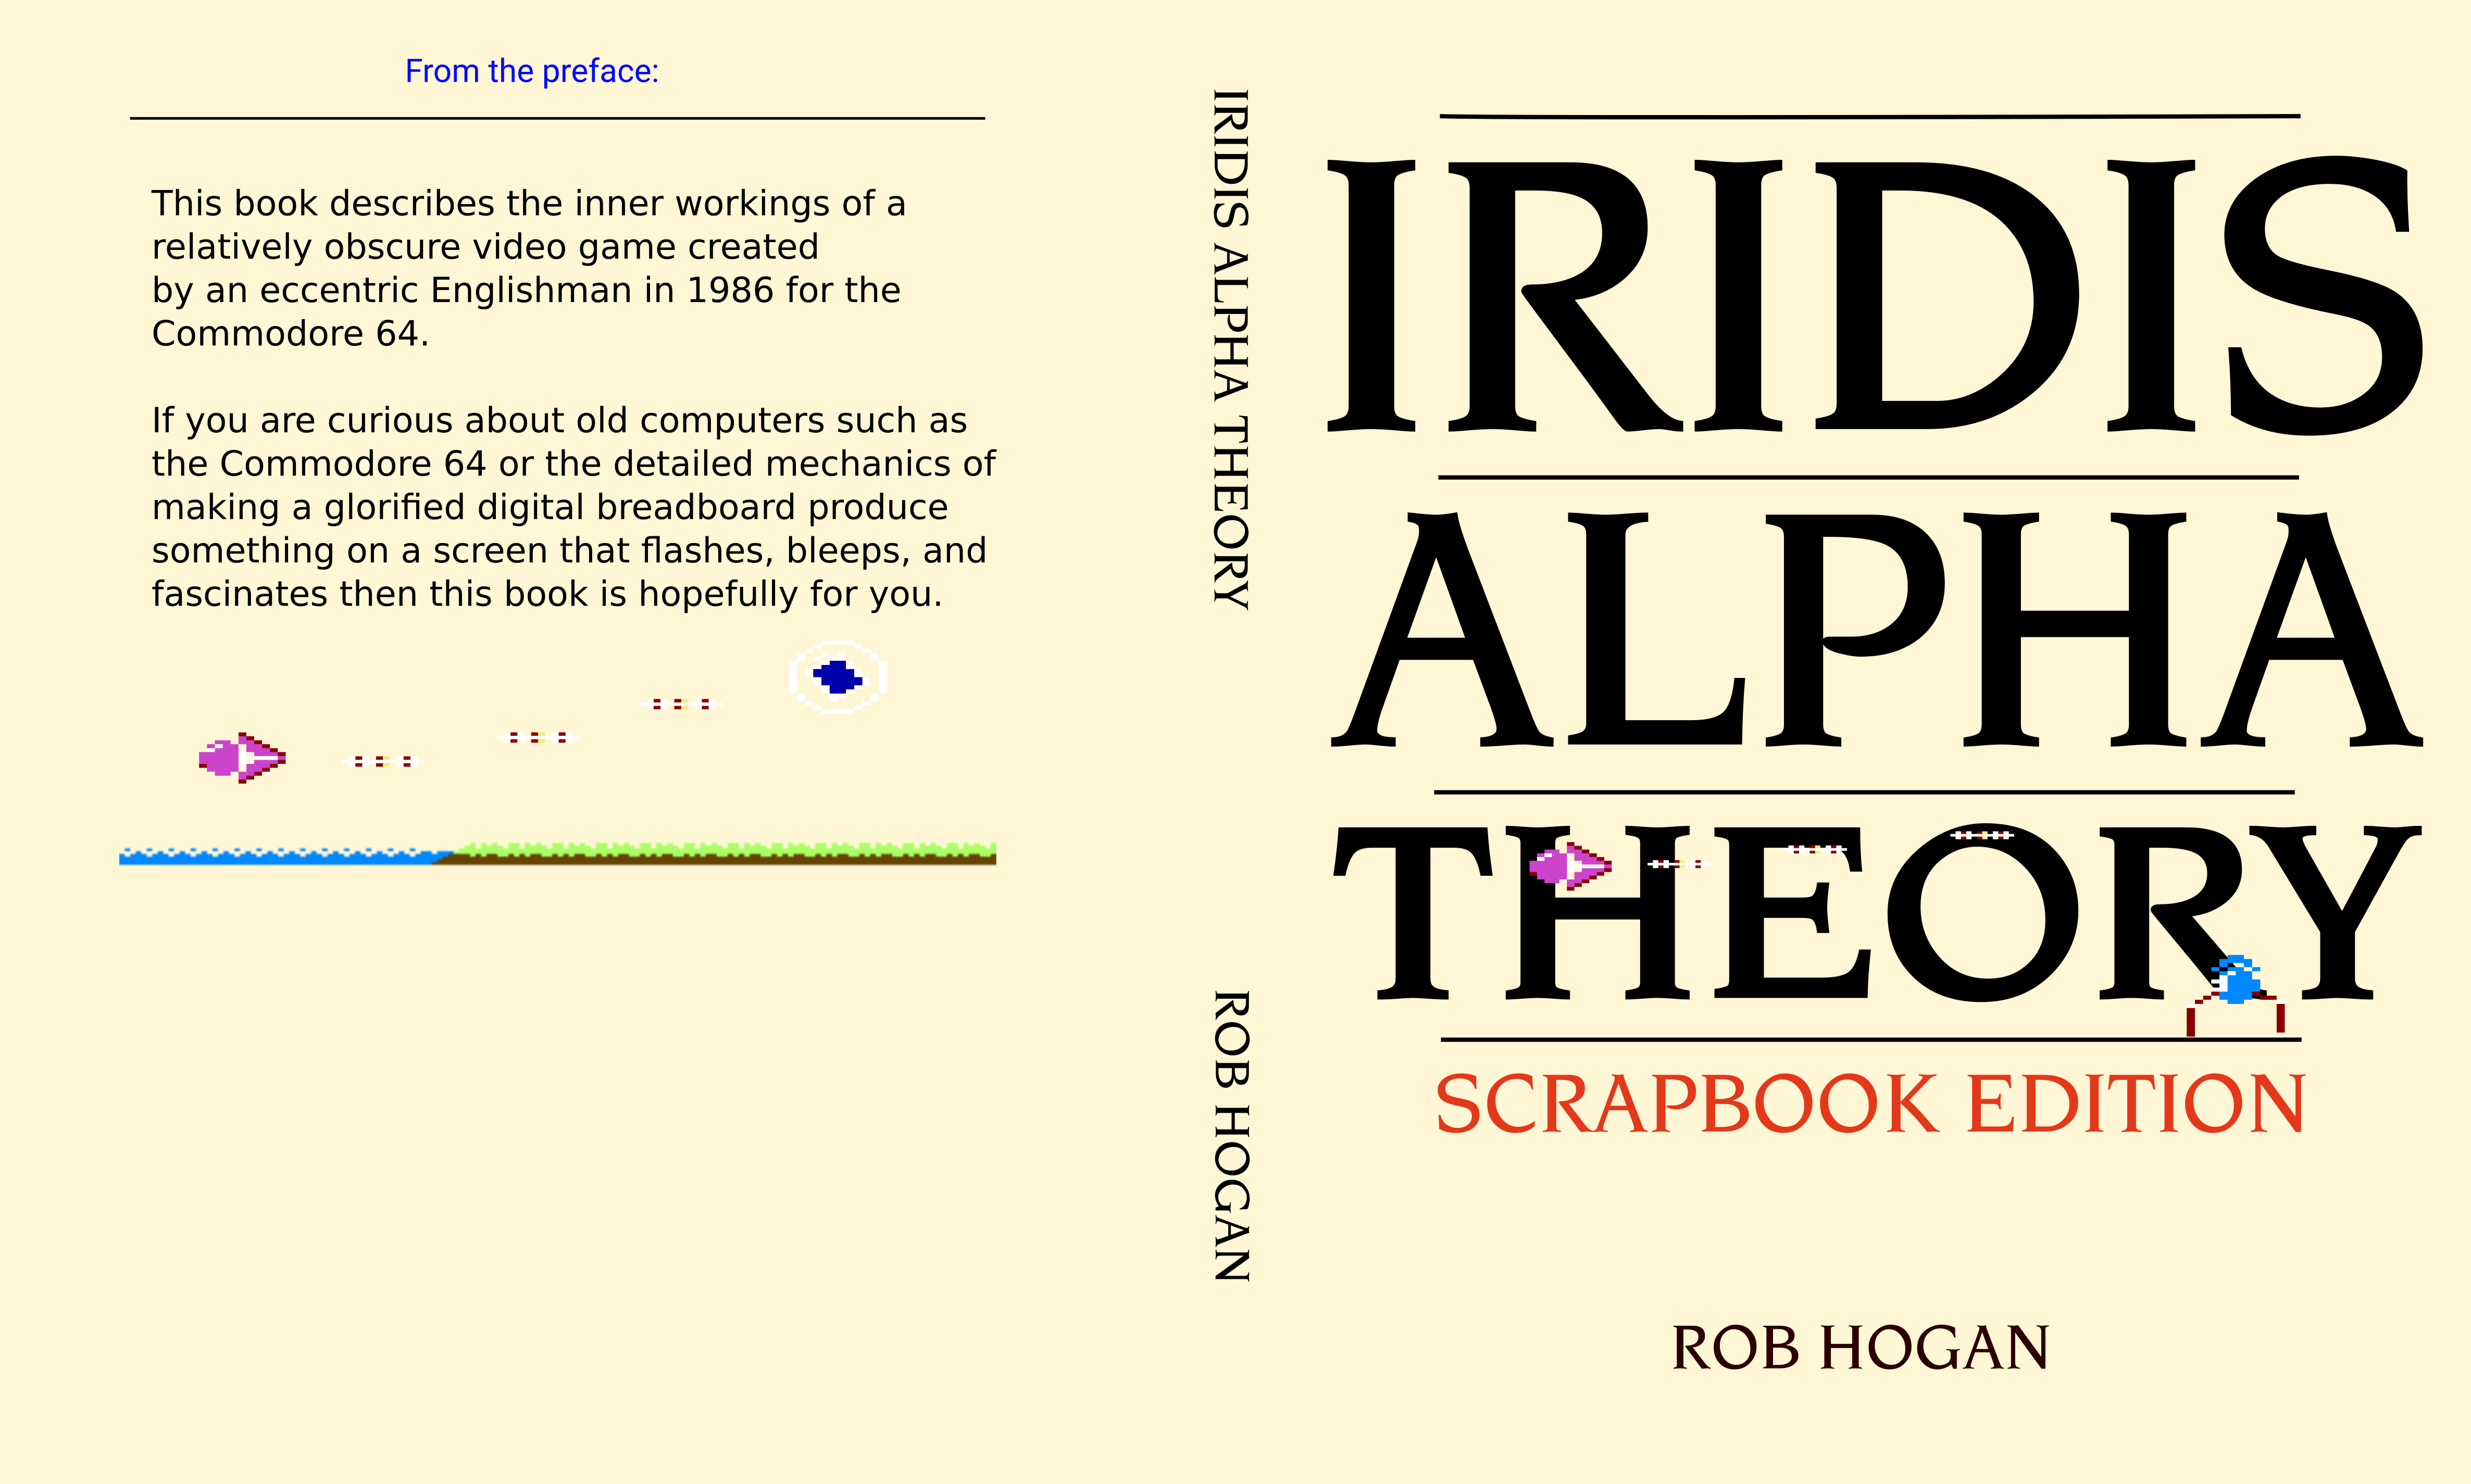 From the preface:
This book describes the inner workings of a
relatively obscure video game created
by an eccentric Englishman in 1986 for the
Commodore 64.
If you are curious about old computers such as
the Commodore 64 or the detailed mechanics of
making a glorified digital breadboard produce
something on a screen that flashes, bleeps, and
fascinates then this book is hopefully for you.
IRIDIS ALPHA THEORY
ROB HOGAN
IRIDIS
ALPHA
THEORY
SCRAPBOOK EDITION
ROB HOGAN